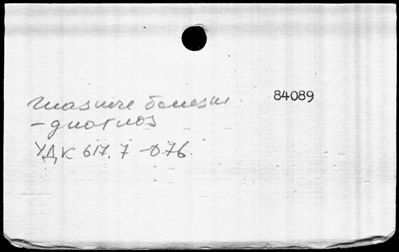 глазные болезни 84089
– диагноз
УДК 617.7-076.